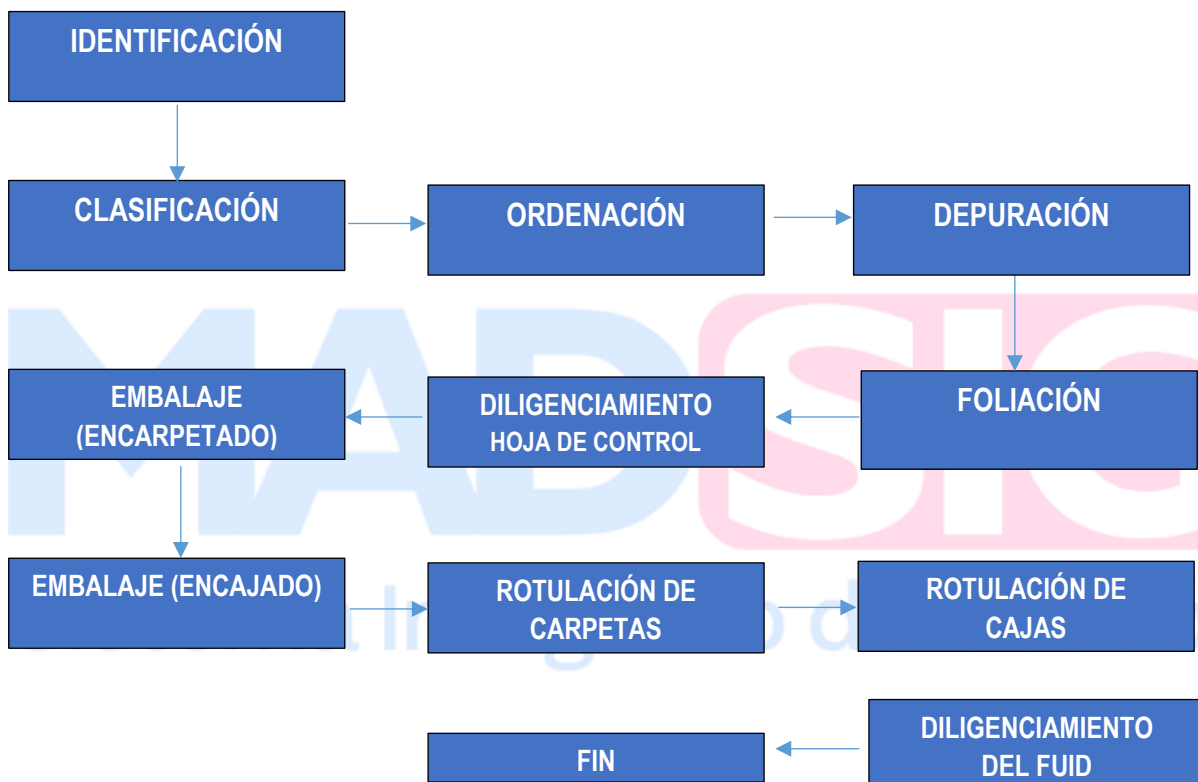 IDENTIFICACIÓN
CLASIFICACIÓN
ORDENACIÓN
DEPURACIÓN
MADSIG
EMBALAJE
(ENCARPETADO)
DILIGENCIAMIENTO
HOJA DE CONTROL
FOLIACIÓN
EMBALAJE (ENCAJADO)
ROTULACIÓN DE
CARPETAS
ROTULACIÓN DE
CAJAS
DILIGENCIAMIENTO
DEL FUID
FIN